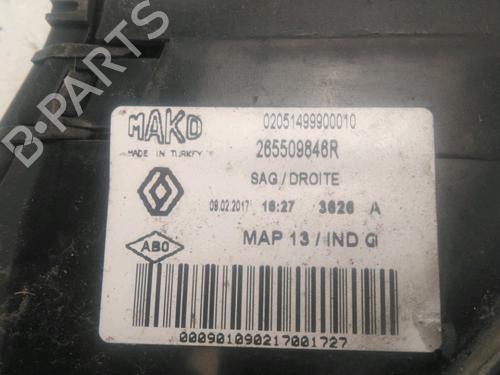 MAKO
MADE IN TURKEY
02051499900010
265509846R
SAG / DROITE
09.02.2017 16:27 3626 A
ABO
MAP 13 / IND G
000901090217001727
B-PARTS